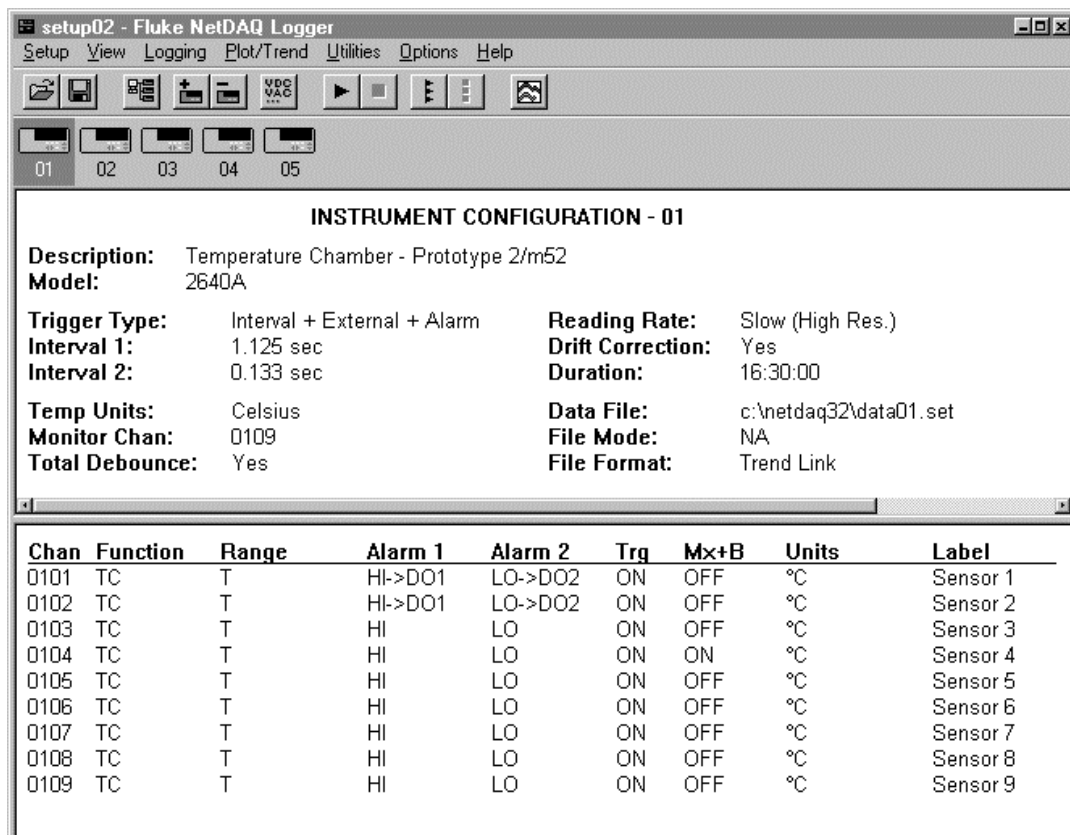 setup02 - Fluke NetDAQ Logger
Setup View Logging Plot/Trend Utilities Options Help
VDC
VAC
...
01 02 03 04 05
INSTRUMENT CONFIGURATION - 01
Description: Temperature Chamber - Prototype 2/m52
Model: 2640A
Trigger Type: Interval + External + Alarm Reading Rate: Slow (High Res.)
Interval 1: 1.125 sec Drift Correction: Yes
Interval 2: 0.133 sec Duration: 16:30:00
Temp Units: Celsius Data File: c:\netdaq32\data01.set
Monitor Chan: 0109 File Mode: NA
Total Debounce: Yes File Format: Trend Link
Chan Function Range Alarm 1 Alarm 2 Trg Mx+B Units Label
0101 TC T HI->DO1 LO->DO2 ON OFF °C Sensor 1
0102 TC T HI->DO1 LO->DO2 ON OFF °C Sensor 2
0103 TC T HI LO ON OFF °C Sensor 3
0104 TC T HI LO ON ON °C Sensor 4
0105 TC T HI LO ON OFF °C Sensor 5
0106 TC T HI LO ON OFF °C Sensor 6
0107 TC T HI LO ON OFF °C Sensor 7
0108 TC T HI LO ON OFF °C Sensor 8
0109 TC T HI LO ON OFF °C Sensor 9